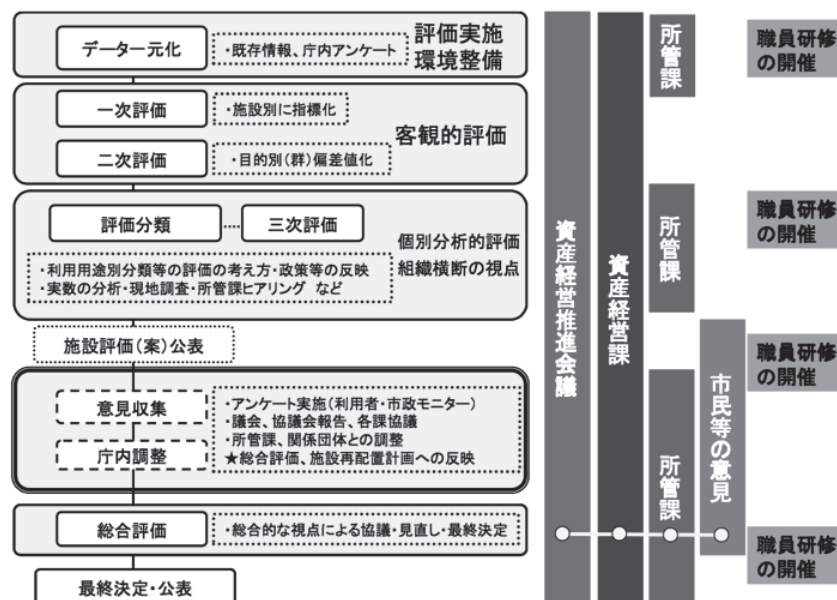 データー元化
・既存情報、庁内アンケート
評価実施
環境整備
一次評価
・施設別に指標化
客観的評価
二次評価
・目的別(群)偏差値化
評価分類
三次評価
個別分析的評価
組織横断の視点
・利用用途別分類等の評価の考え方・政策等の反映
・実数の分析・現地調査・所管課ヒアリング など
施設評価(案)公表
意見収集
庁内調整
・アンケート実施(利用者・市政モニター)
・議会、協議会報告、各課協議
・所管課、関係団体との調整
★総合評価、施設再配置計画への反映
総合評価
・総合的な視点による協議・見直し・最終決定
最終決定・公表
資産経営推進会議
資産経営課
所管課
所管課
所管課
市民等の意見
職員研修
の開催
職員研修
の開催
職員研修
の開催
職員研修
の開催